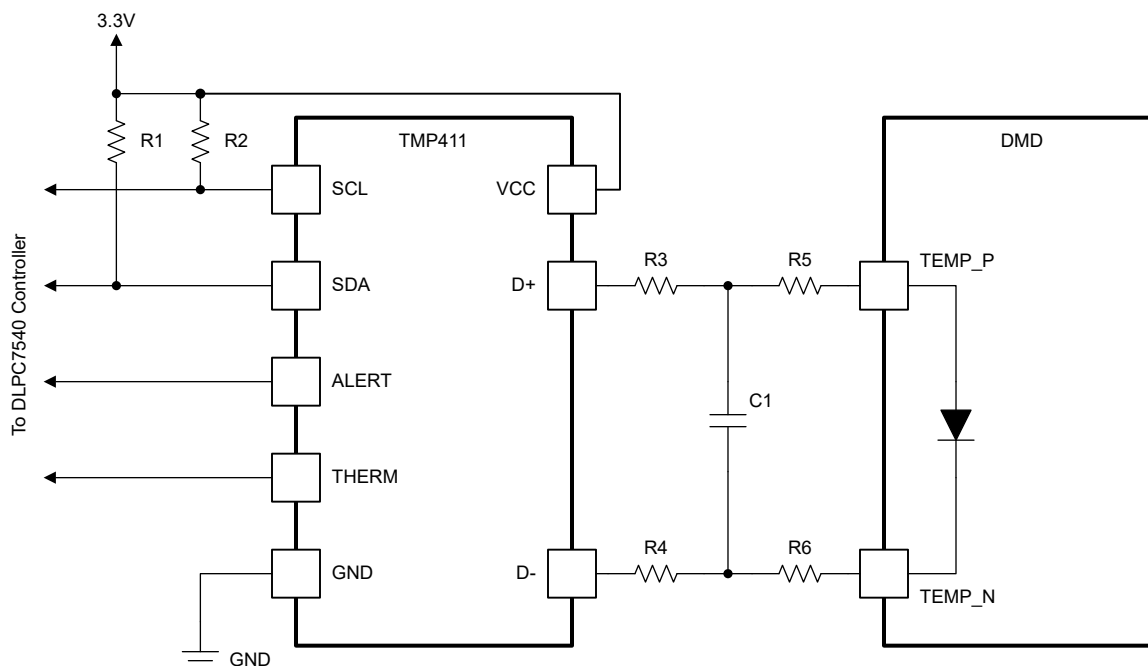 3.3V
R1
R2
TMP411
DMD
SCL
VCC
SDA
D+
R3
R5
TEMP_P
To DLPC7540 Controller
ALERT
C1
THERM
GND
D-
R4
R6
TEMP_N
GND